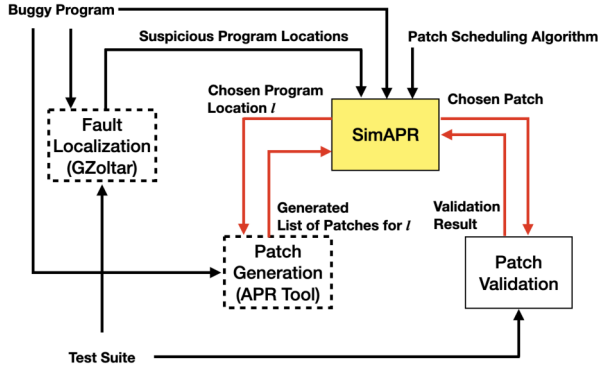 Buggy Program
Suspicious Program Locations
Patch Scheduling Algorithm
Chosen Program
Location l
Chosen Patch
Fault
Localization
(GZoltar)
SimAPR
Generated
List of Patches for l
Validation
Result
Patch
Generation
(APR Tool)
Patch
Validation
Test Suite